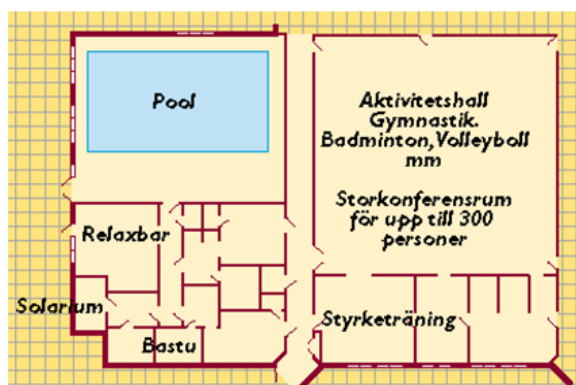 Pool
Aktivitetshall
Gymnastik.
Badminton,Volleyboll
mm
Storkonferensrum
för upp till 300
personer
Relaxbar
Solarium
Styrketräning
Bastu